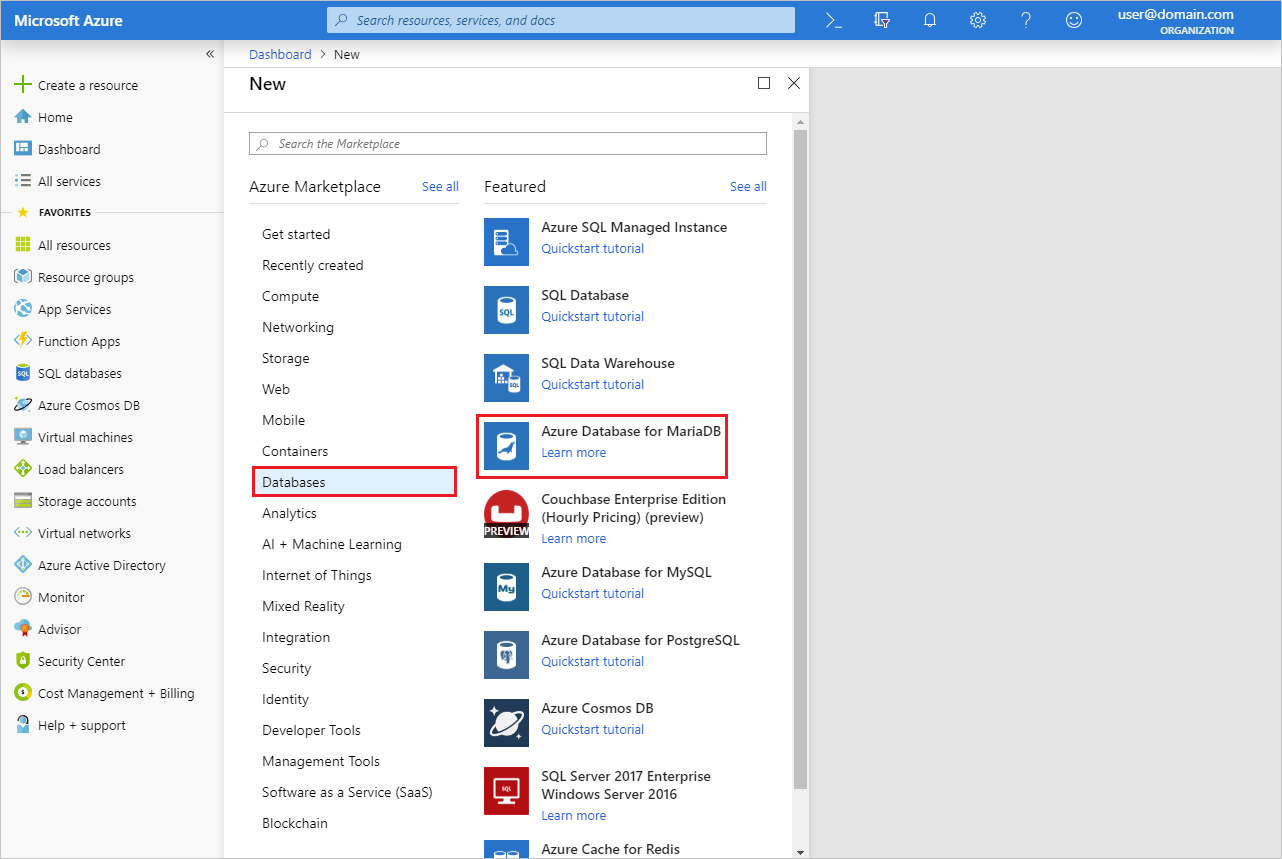 Microsoft Azure
Search resources, services, and docs
user@domain.com
ORGANIZATION
Dashboard > New
Create a resource
Home
Dashboard
All services
FAVORITES
All resources
Resource groups
App Services
Function Apps
SQL databases
Azure Cosmos DB
Virtual machines
Load balancers
Storage accounts
Virtual networks
Azure Active Directory
Monitor
Advisor
Security Center
Cost Management + Billing
Help + support
New
Search the Marketplace
Azure Marketplace
See all
Get started
Recently created
Compute
Networking
Storage
Web
Mobile
Containers
Databases
Analytics
AI + Machine Learning
Internet of Things
Mixed Reality
Integration
Security
Identity
Developer Tools
Management Tools
Software as a Service (SaaS)
Blockchain
Featured
See all
Azure SQL Managed Instance
Quickstart tutorial
SQL
SQL Database
Quickstart tutorial
SQL
SQL Data Warehouse
Quickstart tutorial
Azure Database for MariaDB
Learn more
PREVIEW
Couchbase Enterprise Edition
(Hourly Pricing) (preview)
Learn more
My
Azure Database for MySQL
Quickstart tutorial
Azure Database for PostgreSQL
Quickstart tutorial
Azure Cosmos DB
Quickstart tutorial
SQL
SQL Server 2017 Enterprise
Windows Server 2016
Learn more
Azure Cache for Redis